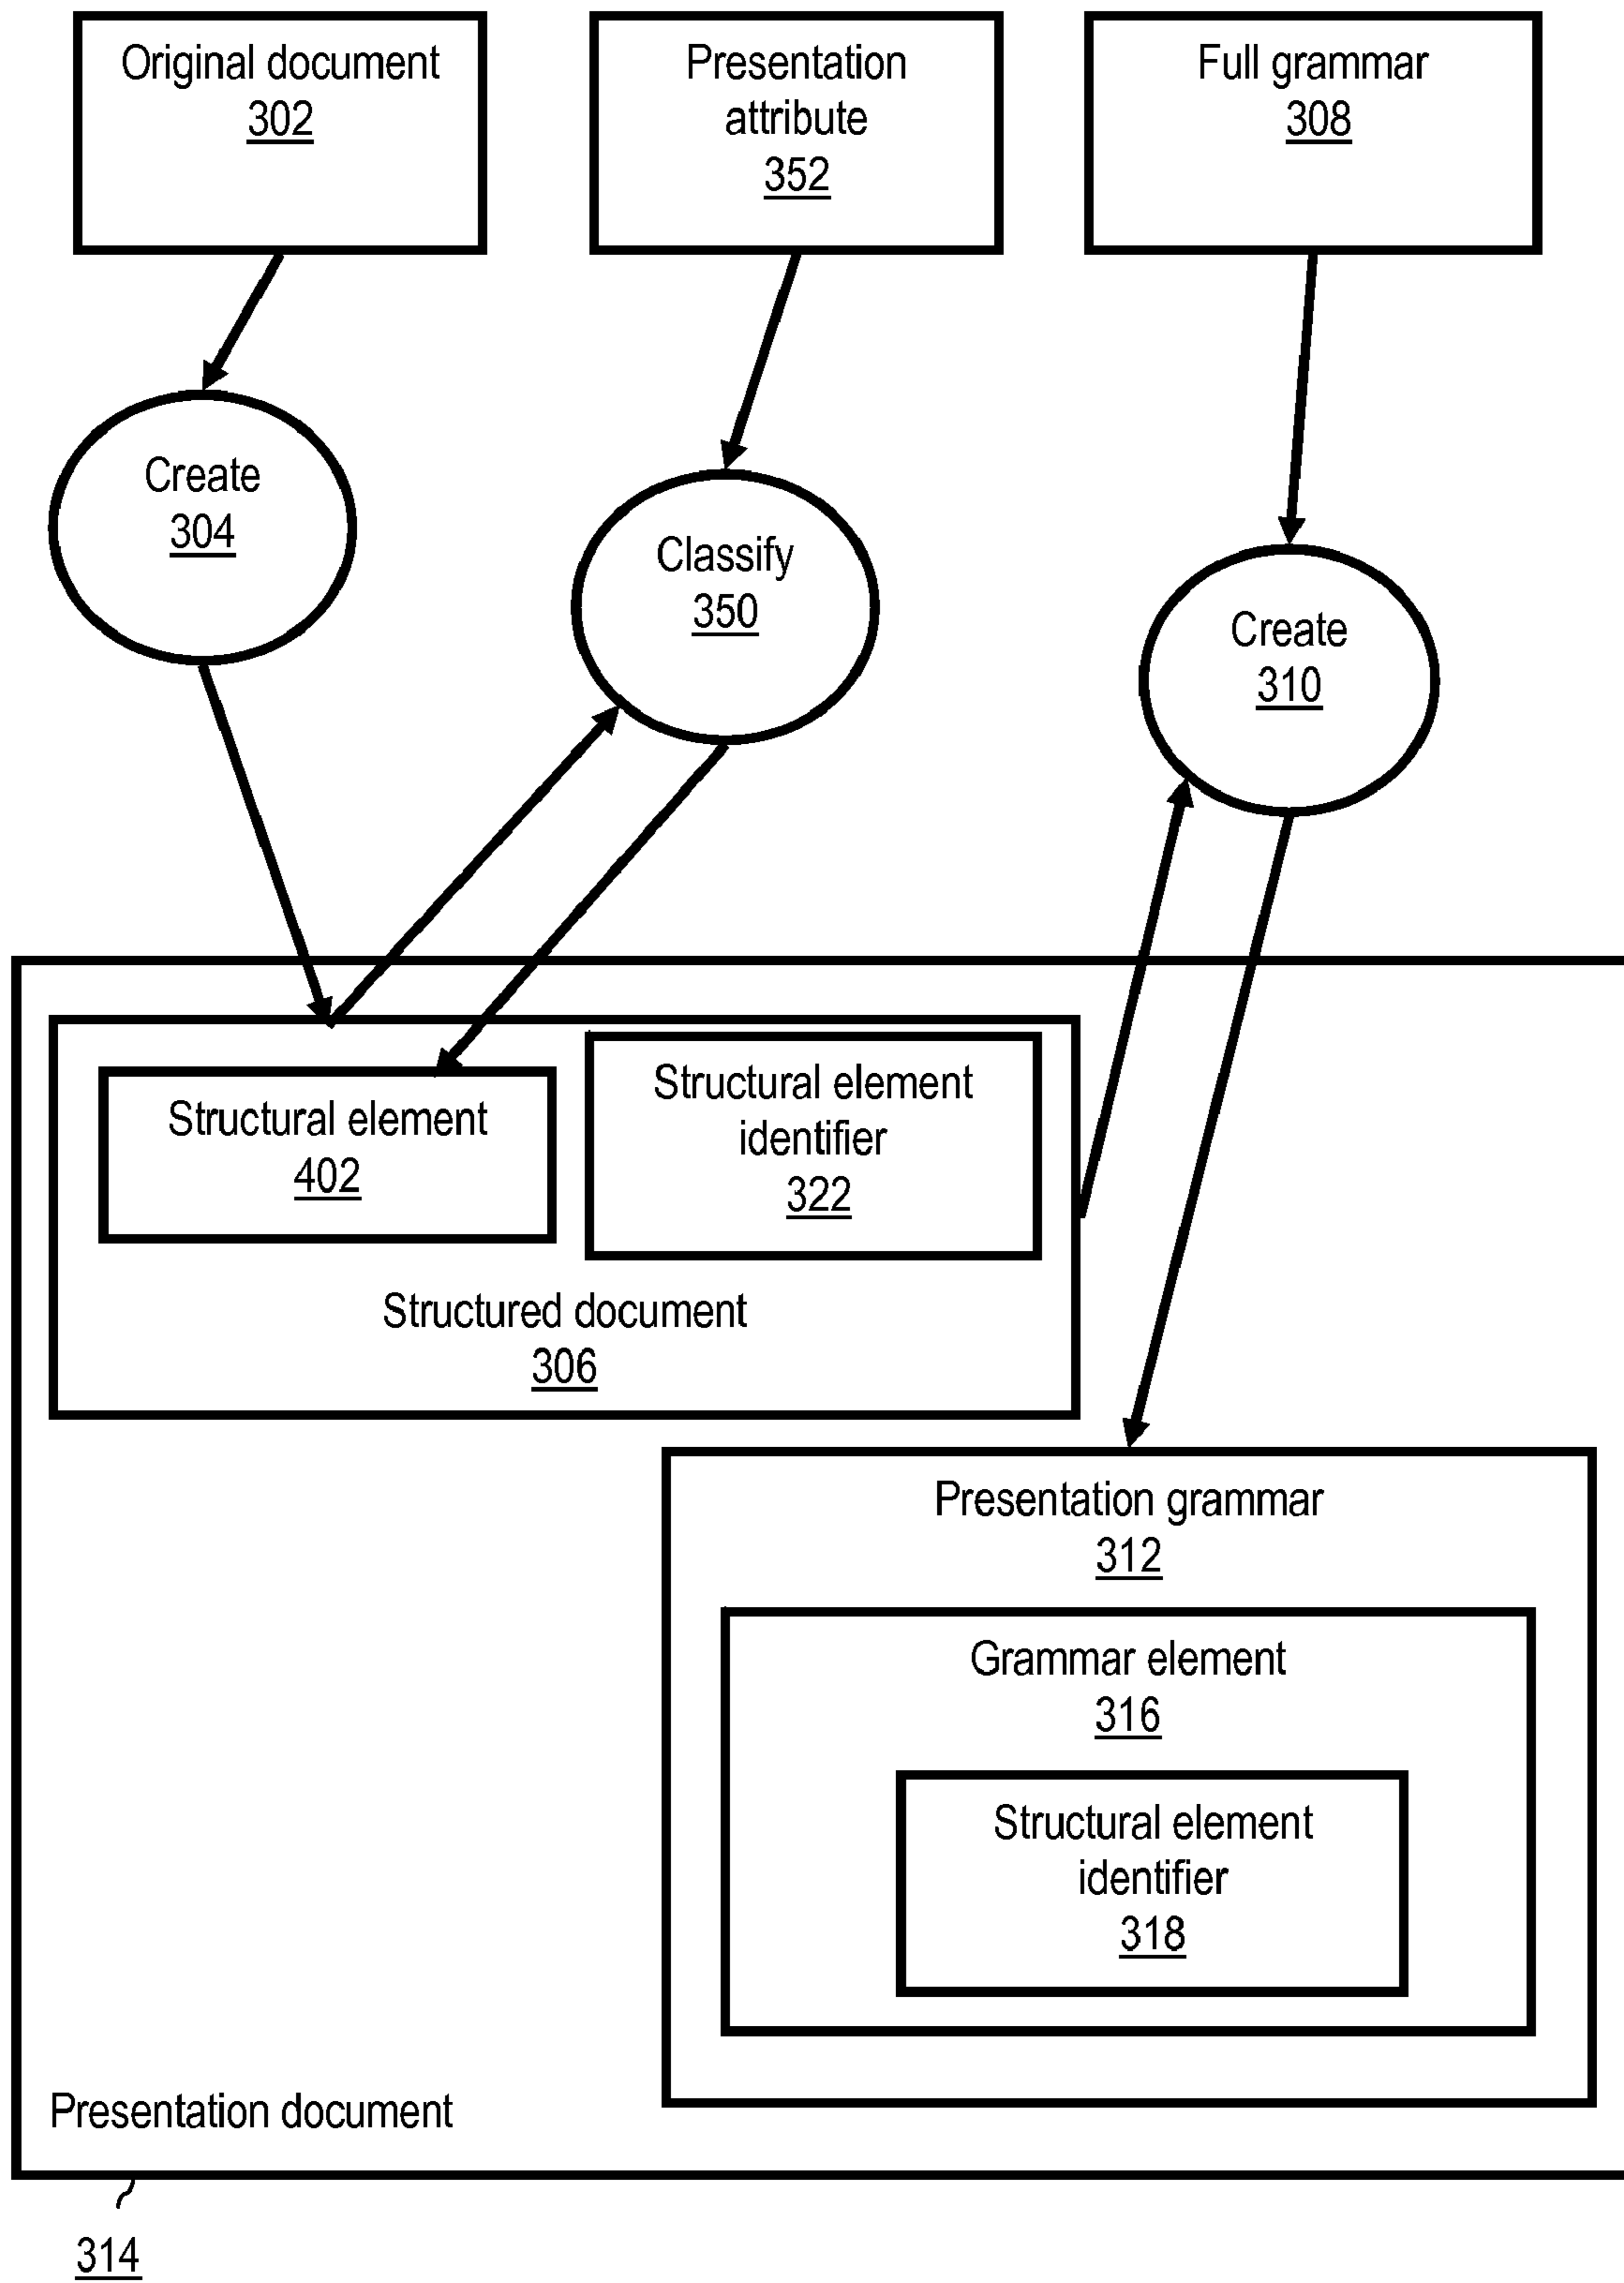 Original document
302
Presentation
attribute
352
Full grammar
308
Create
304
Classify
350
Create
310
Structural element
402
Structural element
identifier
322
Structured document
306
Presentation grammar
312
Grammar element
316
Structural element
identifier
318
Presentation document
314